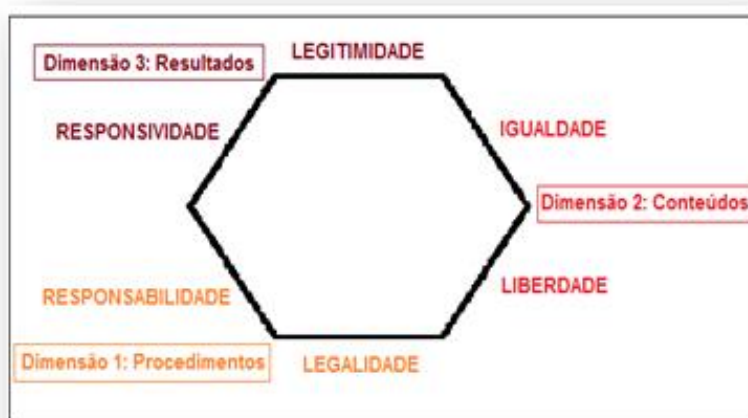 LEGITIMIDADE
Dimensão 3: Resultados
RESPONSIVIDADE
IGUALDADE
Dimensão 2: Conteúdos
RESPONSABILIDADE
LIBERDADE
Dimensão 1: Procedimentos
LEGALIDADE